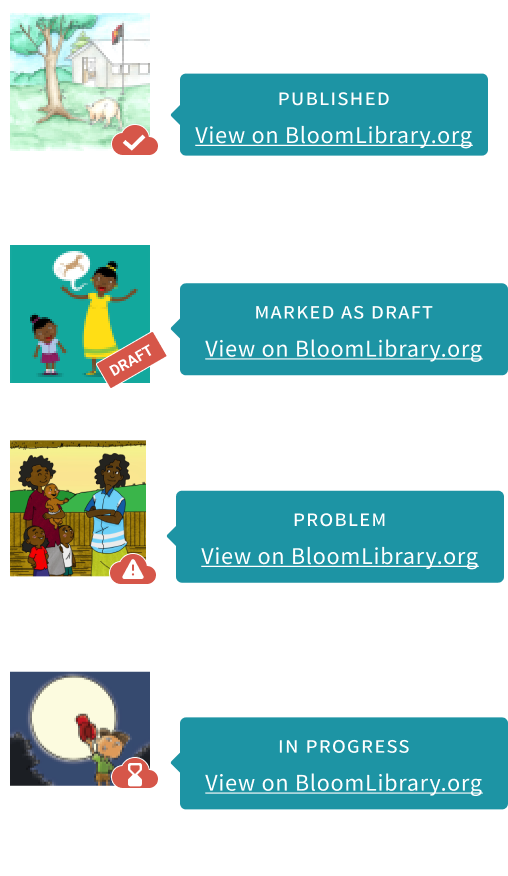 PUBLISHED
View on BloomLibrary.org
MARKED AS DRAFT
View on BloomLibrary.org
DRAFT
PROBLEM
View on BloomLibrary.org
IN PROGRESS
View on BloomLibrary.org